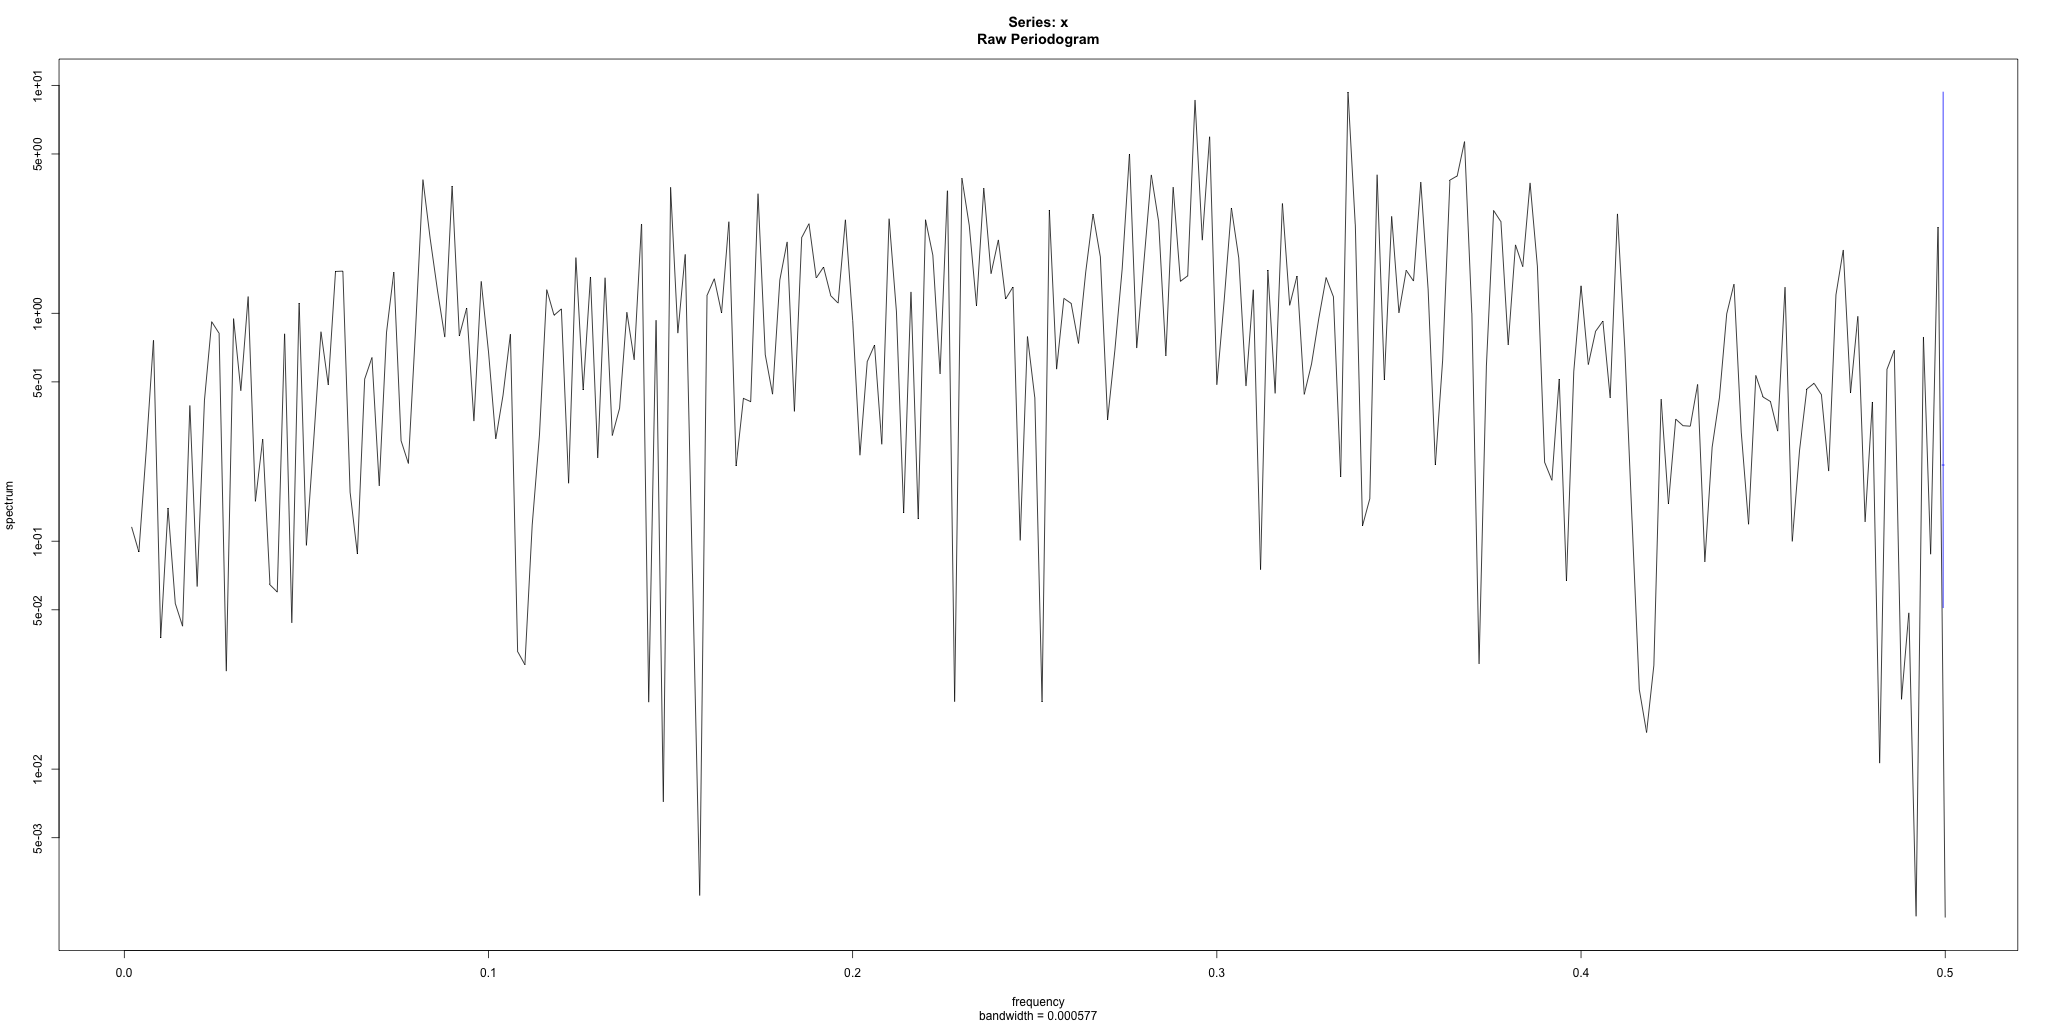 Series: x
Raw Periodogram
1e+01
5e+00
1e+00
5e-01
1e-01
5e-02
1e-02
5e-03
spectrum
0.0 0.1 0.2 0.3 0.4 0.5
frequency
bandwidth = 0.000577